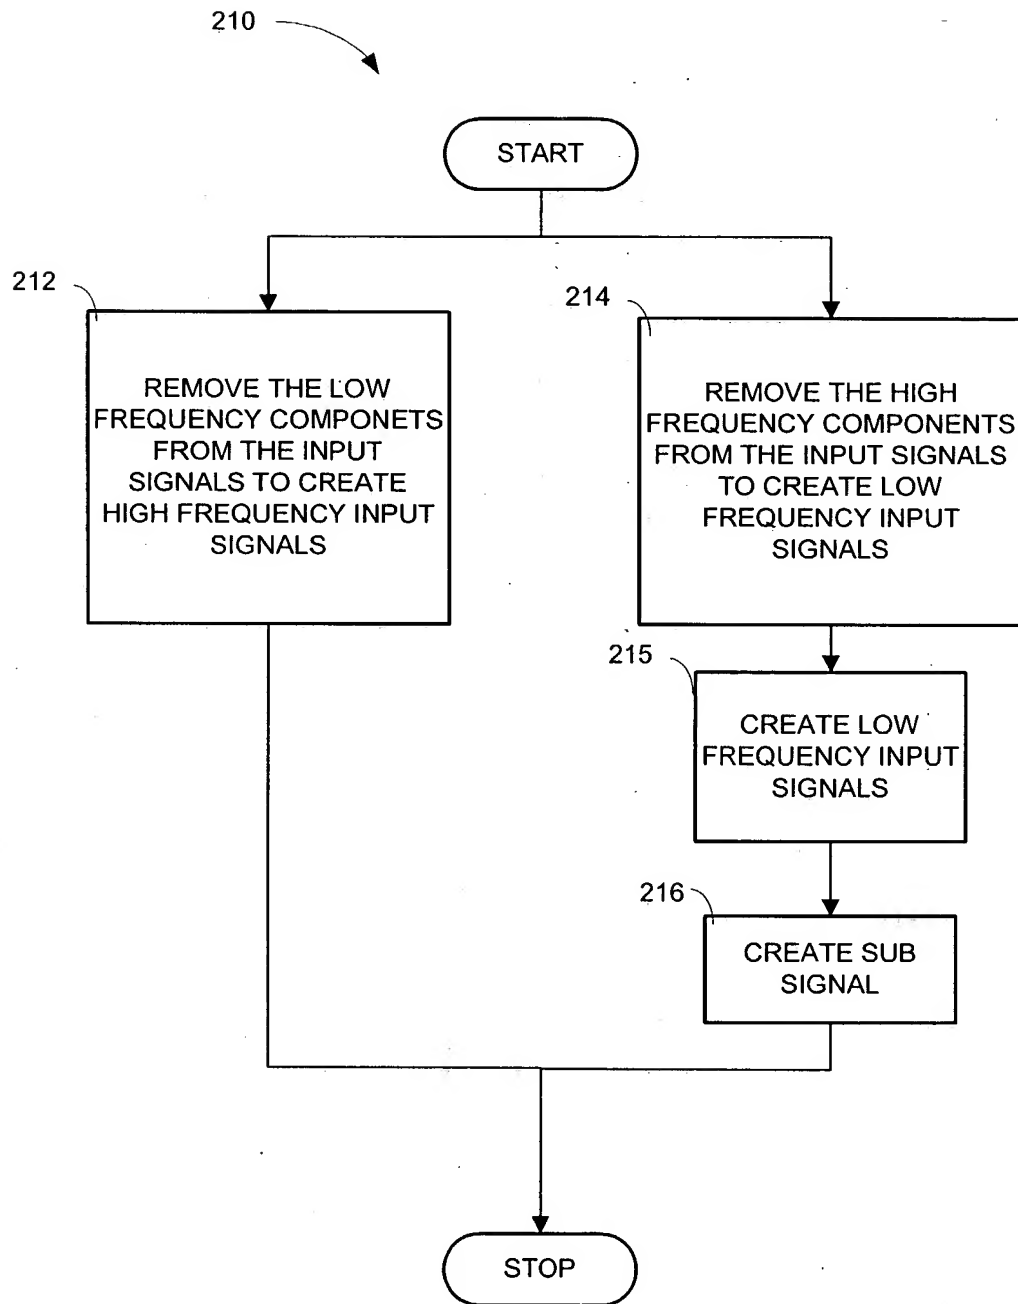 210
START
212
REMOVE THE LOW
FREQUENCY COMPONETS
FROM THE INPUT
SIGNALS TO CREATE
HIGH FREQUENCY INPUT
SIGNALS
214
REMOVE THE HIGH
FREQUENCY COMPONENTS
FROM THE INPUT SIGNALS
TO CREATE LOW
FREQUENCY INPUT
SIGNALS
215
CREATE LOW
FREQUENCY INPUT
SIGNALS
216
CREATE SUB
SIGNAL
STOP